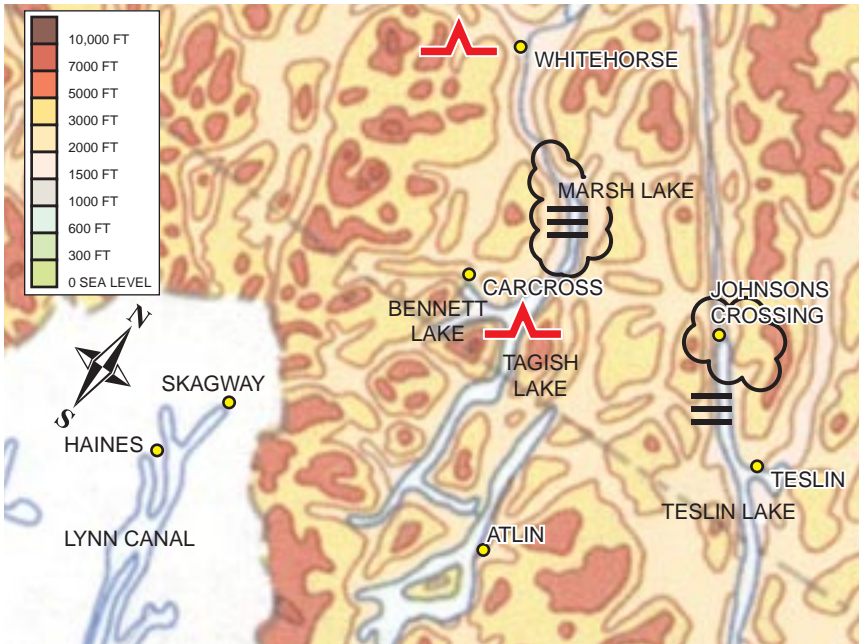 10,000 FT
7000 FT
5000 FT
3000 FT
2000 FT
1500 FT
1000 FT
600 FT
300 FT
0 SEA LEVEL
WHITEHORSE
MARSH LAKE
CARCROSS
BENNETT
LAKE
JOHNSONS
CROSSING
TAGISH
LAKE
N
S
SKAGWAY
HAINES
LYNN CANAL
TESLIN
TESLIN LAKE
ATLIN